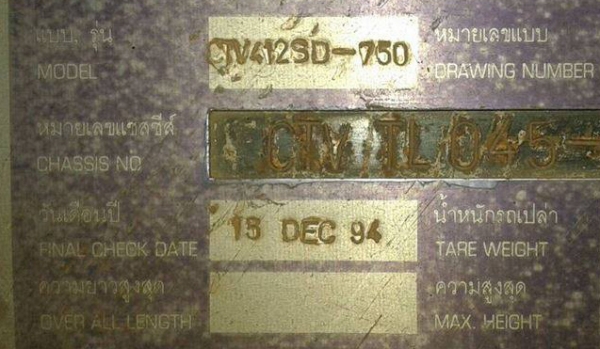 แบบ, รุ่น CTV412SD-750 หมายเลขแบบ
MODEL DRAWING NUMBER
หมายเลขแชสซีส์ CTV TL 045-
CHASSIS NO
วันเดือนปี 15 DEC 94 น้ำหนักรถเปล่า
FINAL CHECK DATE TARE WEIGHT
ความยาวสูงสุด ความสูงสุด
OVER ALL LENGTH MAX. HEIGHT